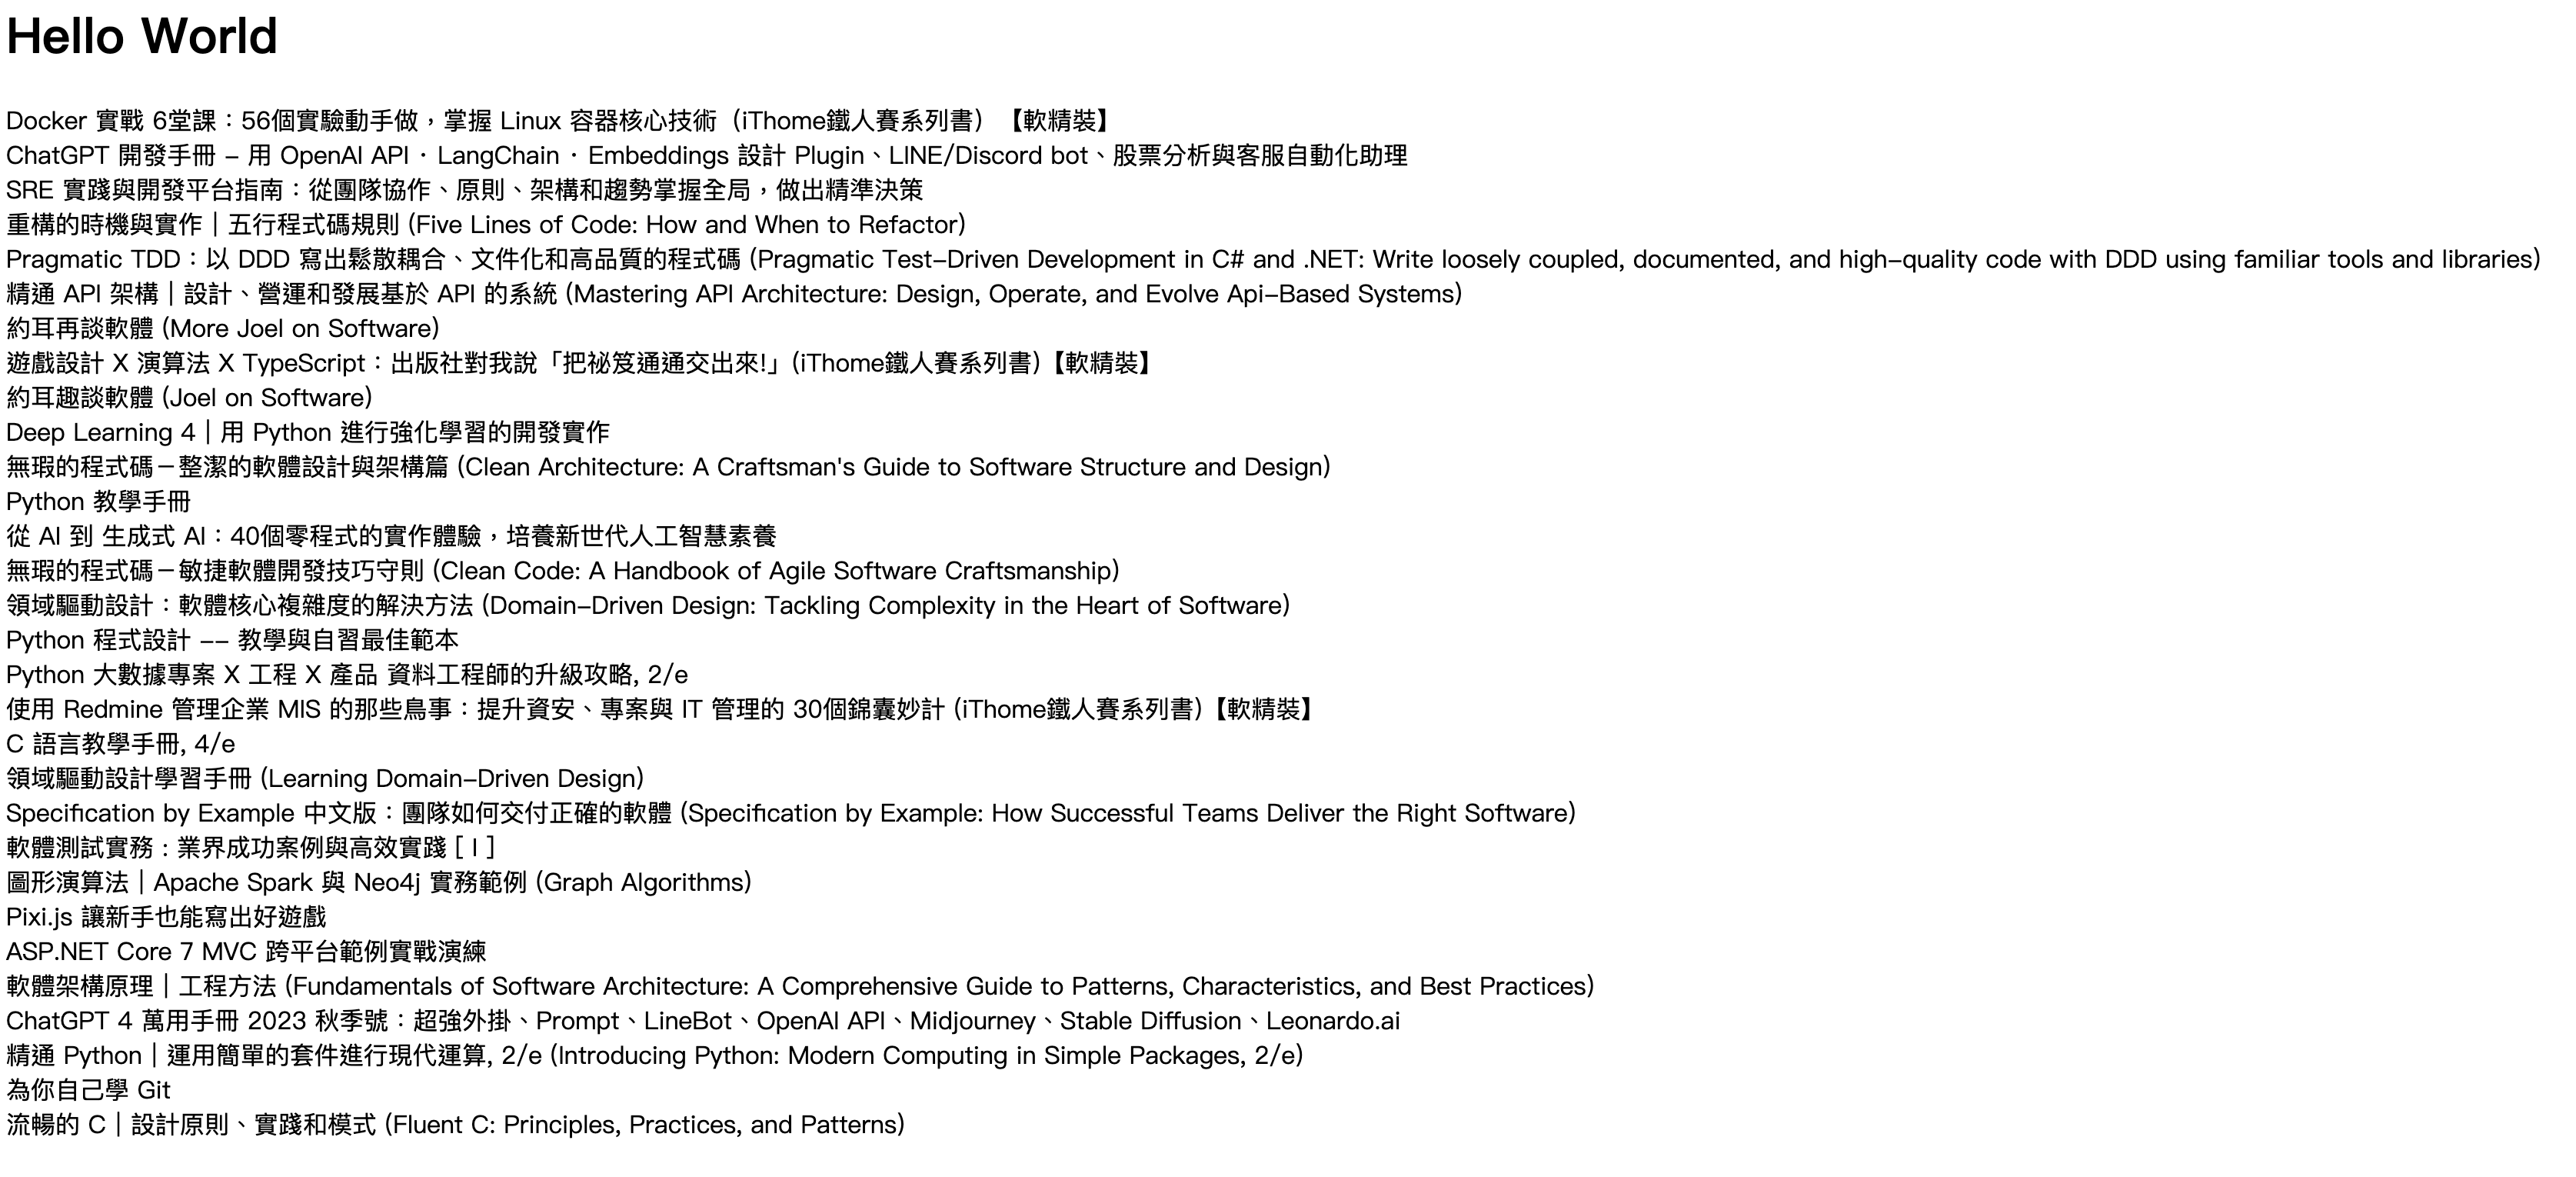 Hello World
Docker 實戰 6堂課：56個實驗動手做，掌握 Linux 容器核心技術（iThome鐵人賽系列書）【軟精裝】
ChatGPT 開發手冊 - 用 OpenAI API ‧ LangChain ‧ Embeddings 設計 Plugin、LINE/Discord bot、股票分析與客服自動化助理
SRE 實踐與開發平台指南：從團隊協作、原則、架構和趨勢掌握全局，做出精準決策
重構的時機與實作｜五行程式碼規則 (Five Lines of Code: How and When to Refactor)
Pragmatic TDD：以 DDD 寫出鬆散耦合、文件化和高品質的程式碼 (Pragmatic Test-Driven Development in C# and .NET: Write loosely coupled, documented, and high-quality code with DDD using familiar tools and libraries)
精通 API 架構｜設計、營運和發展基於 API 的系統 (Mastering API Architecture: Design, Operate, and Evolve Api-Based Systems)
約耳再談軟體 (More Joel on Software)
遊戲設計 X 演算法 X TypeScript：出版社對我說「把祕笈通通交出來!」(iThome鐵人賽系列書)【軟精裝】
約耳趣談軟體 (Joel on Software)
Deep Learning 4｜用 Python 進行強化學習的開發實作
無瑕的程式碼－整潔的軟體設計與架構篇 (Clean Architecture: A Craftsman's Guide to Software Structure and Design)
Python 教學手冊
從 AI 到 生成式 AI：40個零程式的實作體驗，培養新世代人工智慧素養
無瑕的程式碼－敏捷軟體開發技巧守則 (Clean Code: A Handbook of Agile Software Craftsmanship)
領域驅動設計：軟體核心複雜度的解決方法 (Domain-Driven Design: Tackling Complexity in the Heart of Software)
Python 程式設計 -- 教學與自習最佳範本
Python 大數據專案 X 工程 X 產品 資料工程師的升級攻略, 2/e
使用 Redmine 管理企業 MIS 的那些鳥事：提升資安、專案與 IT 管理的 30個錦囊妙計 (iThome鐵人賽系列書)【軟精裝】
C 語言教學手冊, 4/e
領域驅動設計學習手冊 (Learning Domain-Driven Design)
Specification by Example 中文版：團隊如何交付正確的軟體 (Specification by Example: How Successful Teams Deliver the Right Software)
軟體測試實務：業界成功案例與高效實踐 [ I ]
圖形演算法｜Apache Spark 與 Neo4j 實務範例 (Graph Algorithms)
Pixi.js 讓新手也能寫出好遊戲
ASP.NET Core 7 MVC 跨平台範例實戰演練
軟體架構原理｜工程方法 (Fundamentals of Software Architecture: A Comprehensive Guide to Patterns, Characteristics, and Best Practices)
ChatGPT 4 萬用手冊 2023 秋季號：超強外掛、Prompt、LineBot、OpenAI API、Midjourney、Stable Diffusion、Leonardo.ai
精通 Python｜運用簡單的套件進行現代運算, 2/e (Introducing Python: Modern Computing in Simple Packages, 2/e)
為你自己學 Git
流暢的 C｜設計原則、實踐和模式 (Fluent C: Principles, Practices, and Patterns)